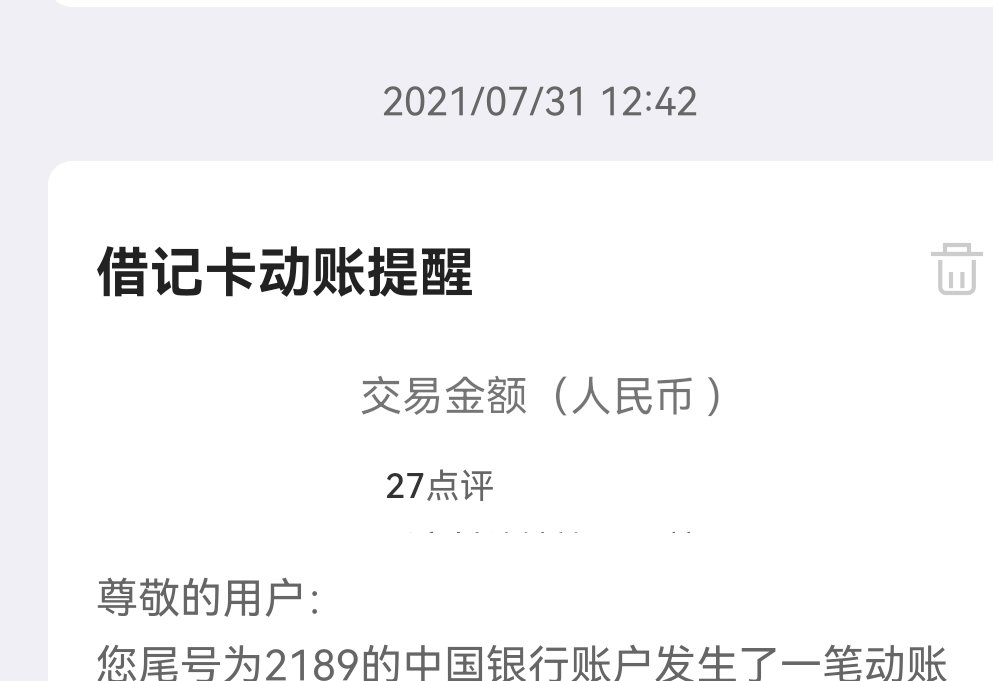 2021/07/31 12:42
借记卡动账提醒
交易金额（人民币 ）
27点评
尊敬的用户:
您尾号为2189的中国银行账户发生了一笔动账